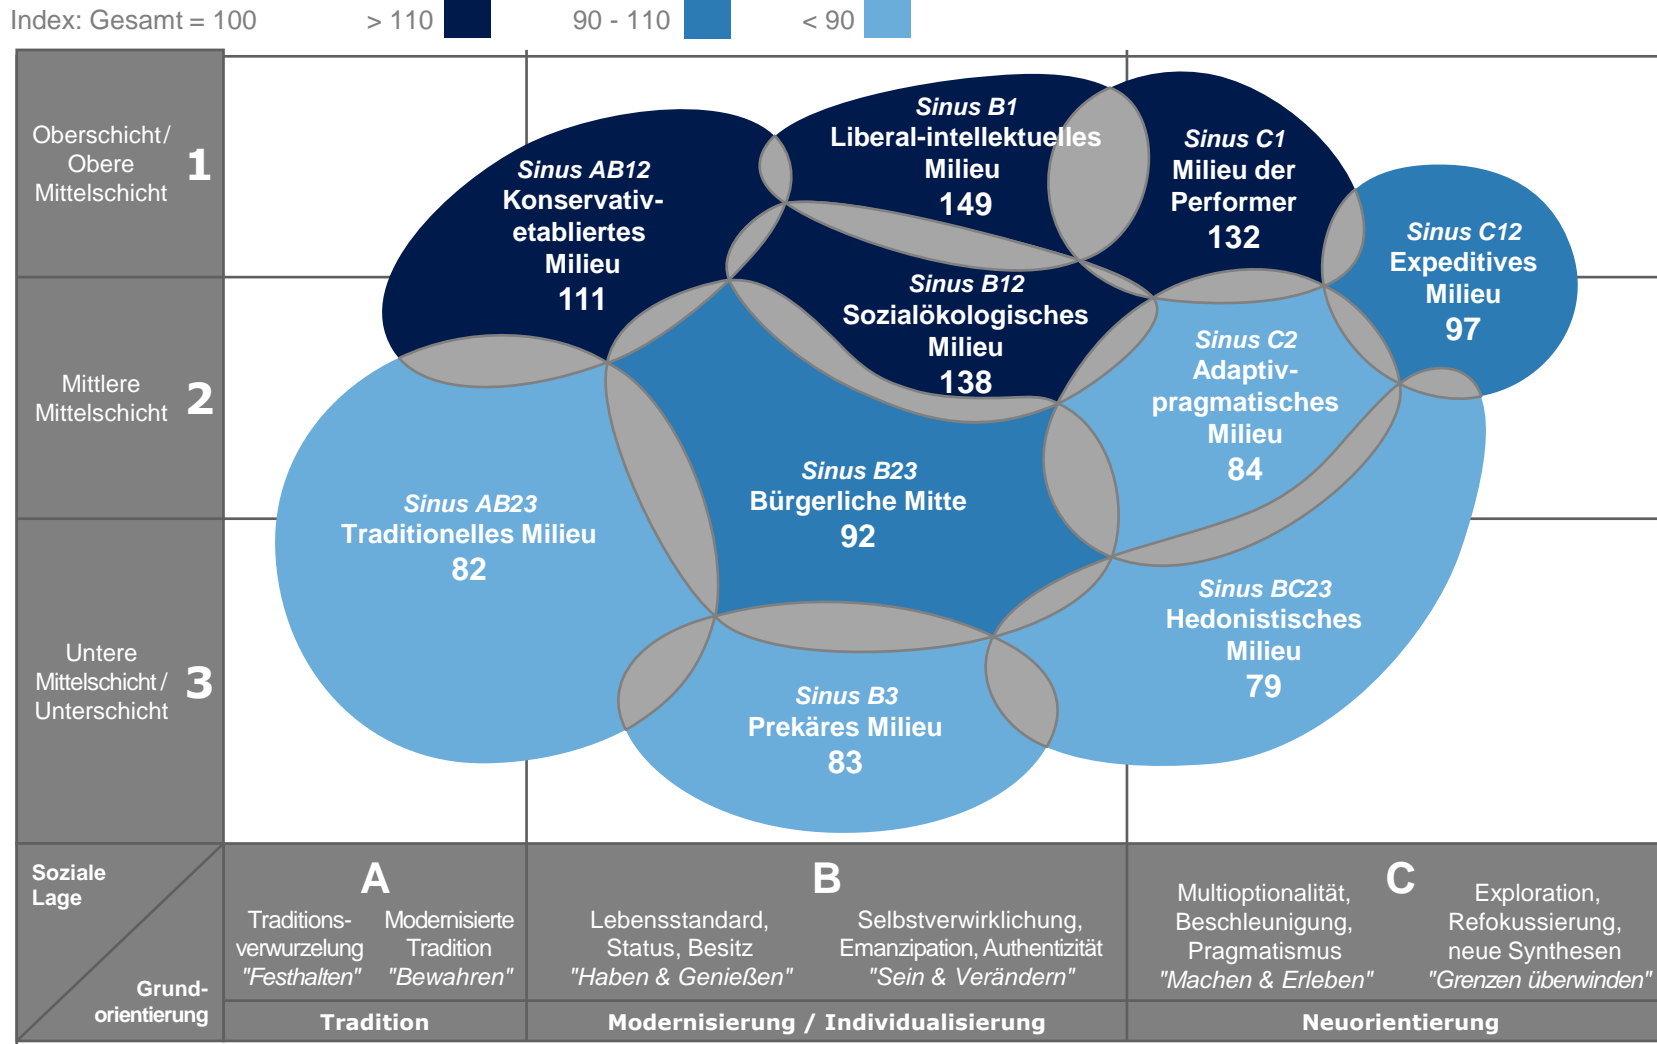 Index: Gesamt = 100
> 110
90 - 110
< 90
Oberschicht/
Obere
Mittelschicht
1
Mittlere
Mittelschicht
2
Untere
Mittelschicht/
Unterschicht
3
Sinus AB12
Konservativ-
etabliertes
Milieu
111
Sinus B1
Liberal-intellektuelles
Milieu
149
Sinus C1
Milieu der
Performer
132
Sinus C12
Expeditives
Milieu
97
Sinus B12
Sozialökologisches
Milieu
138
Sinus C2
Adaptiv-
pragmatisches
Milieu
84
Sinus AB23
Traditionelles Milieu
82
Sinus B23
Bürgerliche Mitte
92
Sinus BC23
Hedonistisches
Milieu
79
Sinus B3
Prekäres Milieu
83
Soziale
Lage
Grund-
orientierung
A
Traditions-
verwurzelung
"Festhalten"
Modernisierte
Tradition
"Bewahren"
Tradition
B
Lebensstandard,
Status, Besitz
"Haben & Genießen"
Selbstverwirklichung,
Emanzipation, Authentizität
"Sein & Verändern"
Modernisierung / Individualisierung
C
Multioptionalität,
Beschleunigung,
Pragmatismus
"Machen & Erleben"
Exploration,
Refokussierung,
neue Synthesen
"Grenzen überwinden"
Neuorientierung